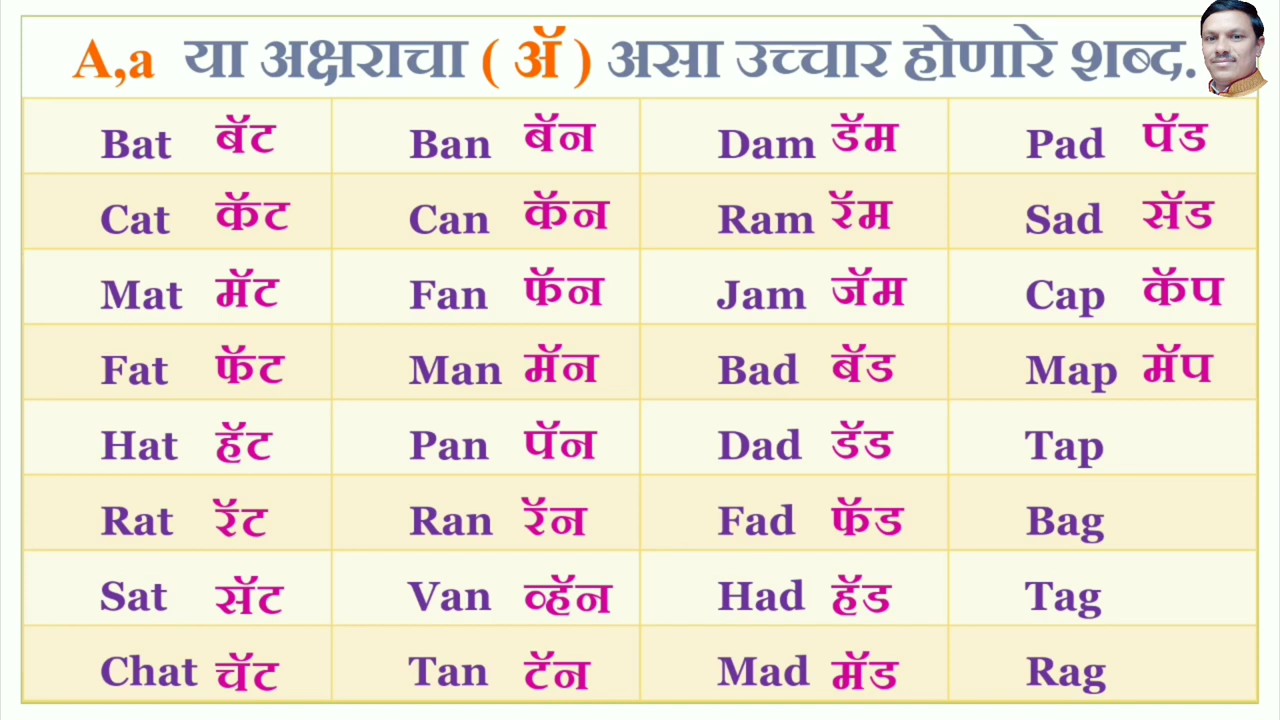 A,a या अक्षराचा ( ॲ ) असा उच्चार होणारे शब्द.
Bat बॅट Ban बॅन Dam डॅम Pad पॅड
Cat कॅट Can कॅन Ram रॅम Sad सॅड
Mat मॅट Fan फॅन Jam जॅम Cap कॅप
Fat फॅट Man मॅन Bad बॅड Map मॅप
Hat हॅट Pan पॅन Dad डॅड Tap
Rat रॅट Ran रॅन Fad फॅड Bag
Sat सॅट Van व्हॅन Had हॅड Tag
Chat चॅट Tan टॅन Mad मॅड Rag